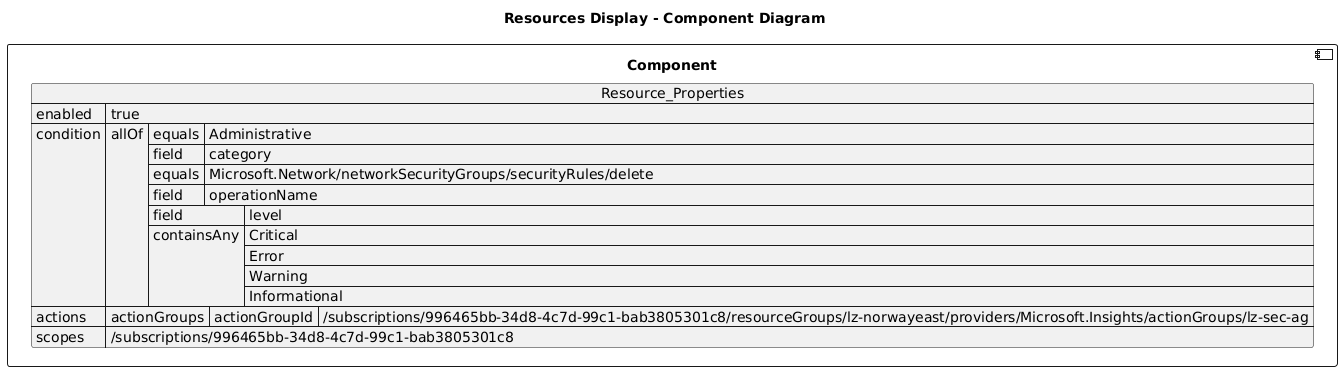 Resources Display - Component Diagram
Component
Resource_Properties
enabled true
condition allOf equals Administrative
field category
equals Microsoft.Network/networkSecurityGroups/securityRules/delete
field operationName
field level
containsAny Critical
Error
Warning
Informational
actions actionGroups actionGroupId /subscriptions/996465bb-34d8-4c7d-99c1-bab3805301c8/resourceGroups/lz-norwayeast/providers/Microsoft.Insights/actionGroups/lz-sec-ag
scopes /subscriptions/996465bb-34d8-4c7d-99c1-bab3805301c8